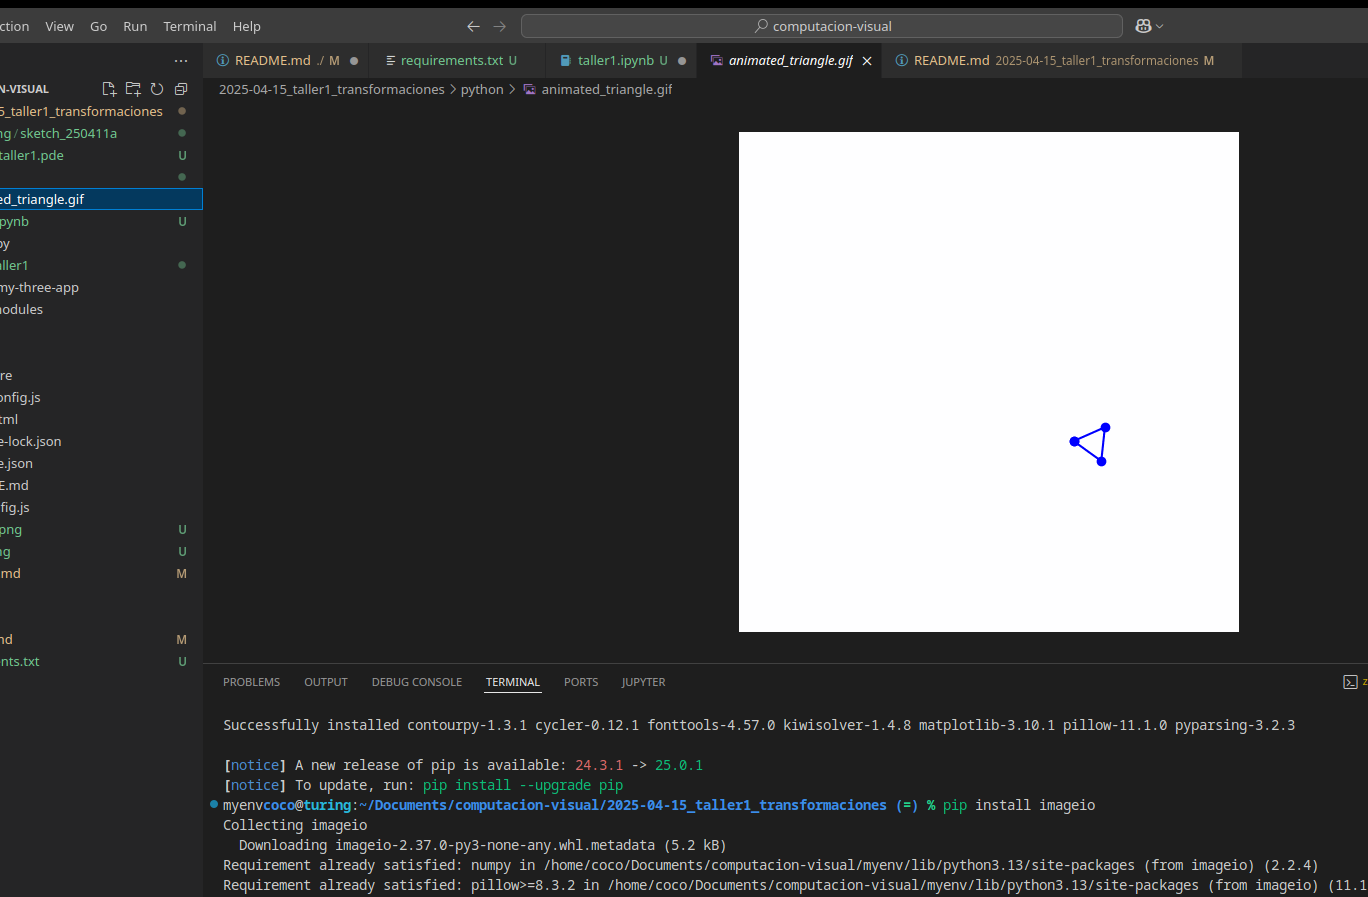 ction View Go Run Terminal Help
computacion-visual
README.md ./ M
requirements.txt U
taller1.ipynb U
animated_triangle.gif
README.md 2025-04-15_taller1_transformaciones M
N-VISUAL
2025-04-15_taller1_transformaciones > python > animated_triangle.gif
5_taller1_transformaciones
ng / sketch_250411a
taller1.pde U
ed_triangle.gif
pynb U
py
aller1
my-three-app
nodules
re
onfig.js
tml
e-lock.json
e.json
E.md
fig.js
png U
ng U
md M
nd M
nts.txt U
PROBLEMS OUTPUT DEBUG CONSOLE TERMINAL PORTS JUPYTER
Successfully installed contourpy-1.3.1 cycler-0.12.1 fonttools-4.57.0 kiwisolver-1.4.8 matplotlib-3.10.1 pillow-11.1.0 pyparsing-3.2.3
[notice] A new release of pip is available: 24.3.1 -> 25.0.1
[notice] To update, run: pip install --upgrade pip
myenvcoco@turing:~/Documents/computacion-visual/2025-04-15_taller1_transformaciones (=) % pip install imageio
Collecting imageio
Downloading imageio-2.37.0-py3-none-any.whl.metadata (5.2 kB)
Requirement already satisfied: numpy in /home/coco/Documents/computacion-visual/myenv/lib/python3.13/site-packages (from imageio) (2.2.4)
Requirement already satisfied: pillow>=8.3.2 in /home/coco/Documents/computacion-visual/myenv/lib/python3.13/site-packages (from imageio) (11.1